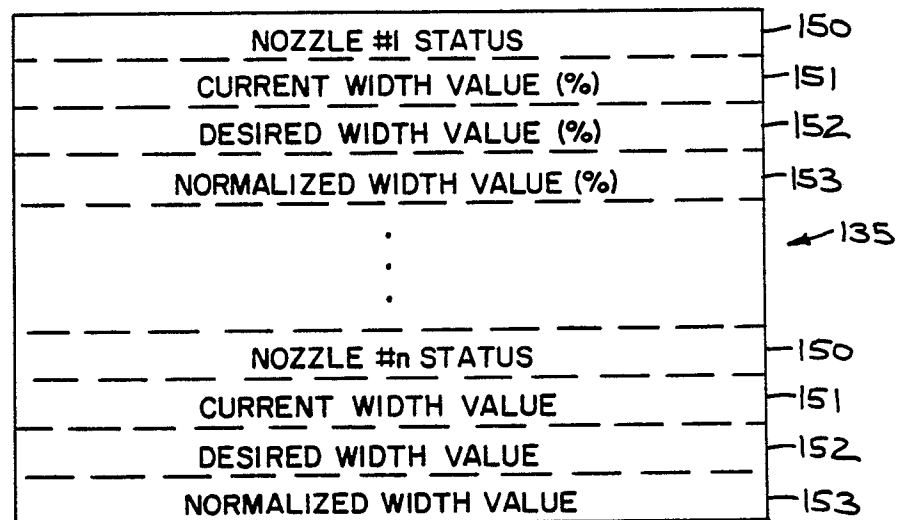 NOZZLE #1 STATUS 150
CURRENT WIDTH VALUE (%) 151
DESIRED WIDTH VALUE (%) 152
NORMALIZED WIDTH VALUE (%) 153
135
NOZZLE #n STATUS 150
CURRENT WIDTH VALUE 151
DESIRED WIDTH VALUE 152
NORMALIZED WIDTH VALUE 153